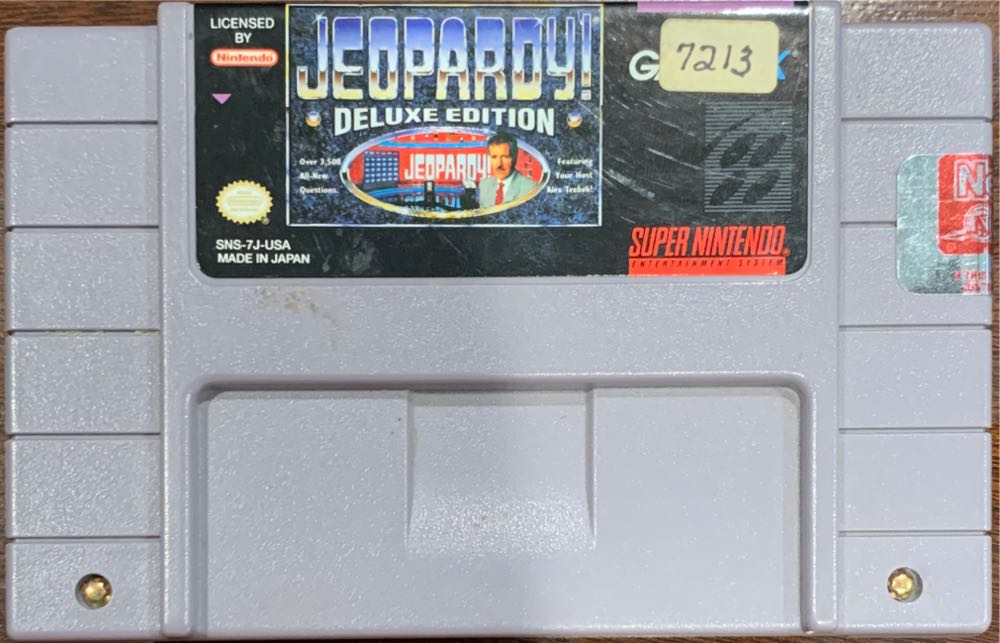 LICENSED
BY
Nintendo
JEOPARDY!
DELUXE EDITION
Over 3,500
All-New
Questions.
JEOPARDY!
Featuring
Your Host
Alex Trebek!
7213
SNS-7J-USA
MADE IN JAPAN
SUPER NINTENDO
ENTERTAINMENT SYSTEM